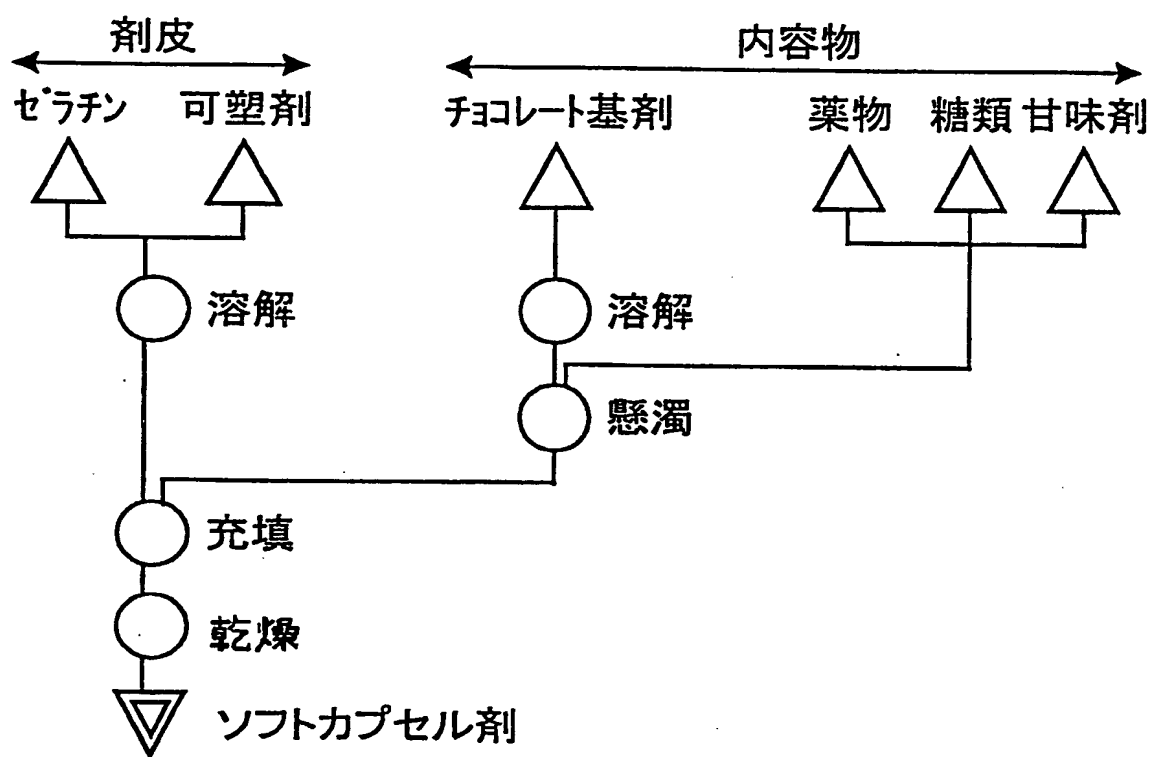 剤皮
内容物
ゼラチン
可塑剤
チョコレート基剤
薬物
糖類
甘味剤
溶解
溶解
懸濁
充填
乾燥
ソフトカプセル剤